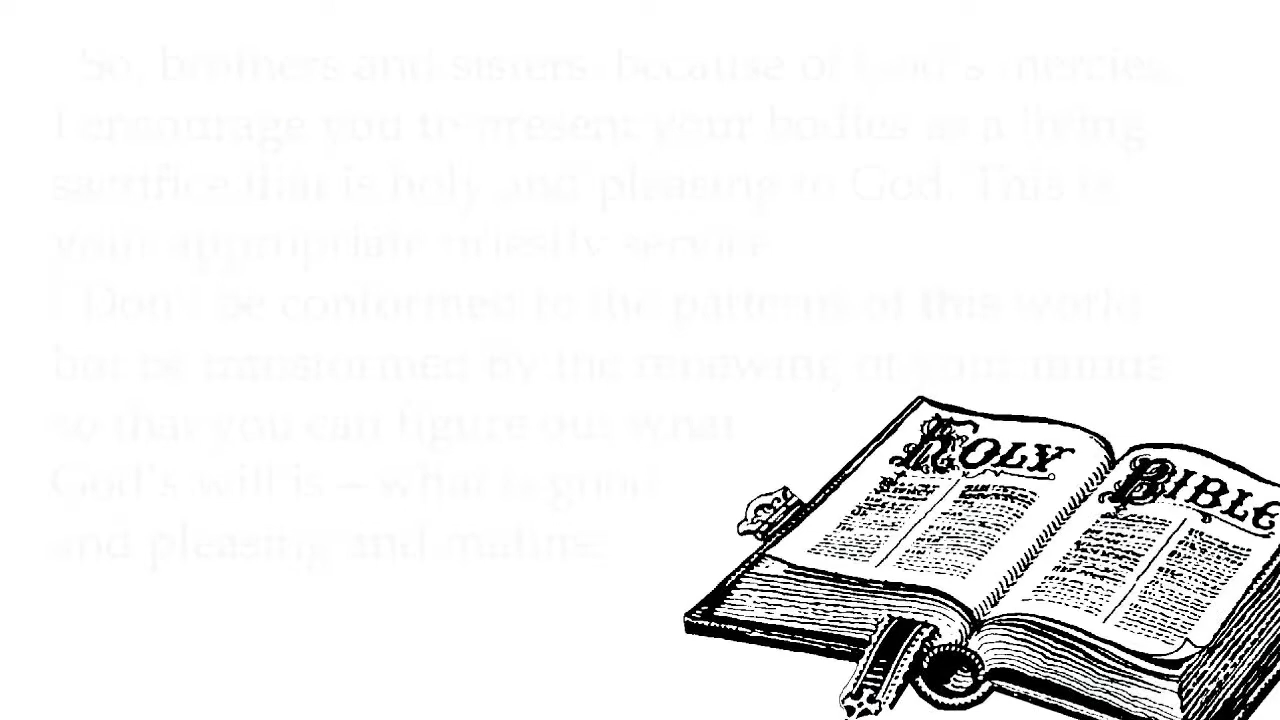 So, brothers and sisters, because of God's mercies,
I encourage you to present your bodies as a living
sacrifice that is holy and pleasing to God. This is
your appropriate priestly service
Don't be conformed to the patterns of this world
but be transformed by the renewing of your minds
so that you can figure out what
God's will is – what is good
and pleasing and mature
HOLY BIBLE